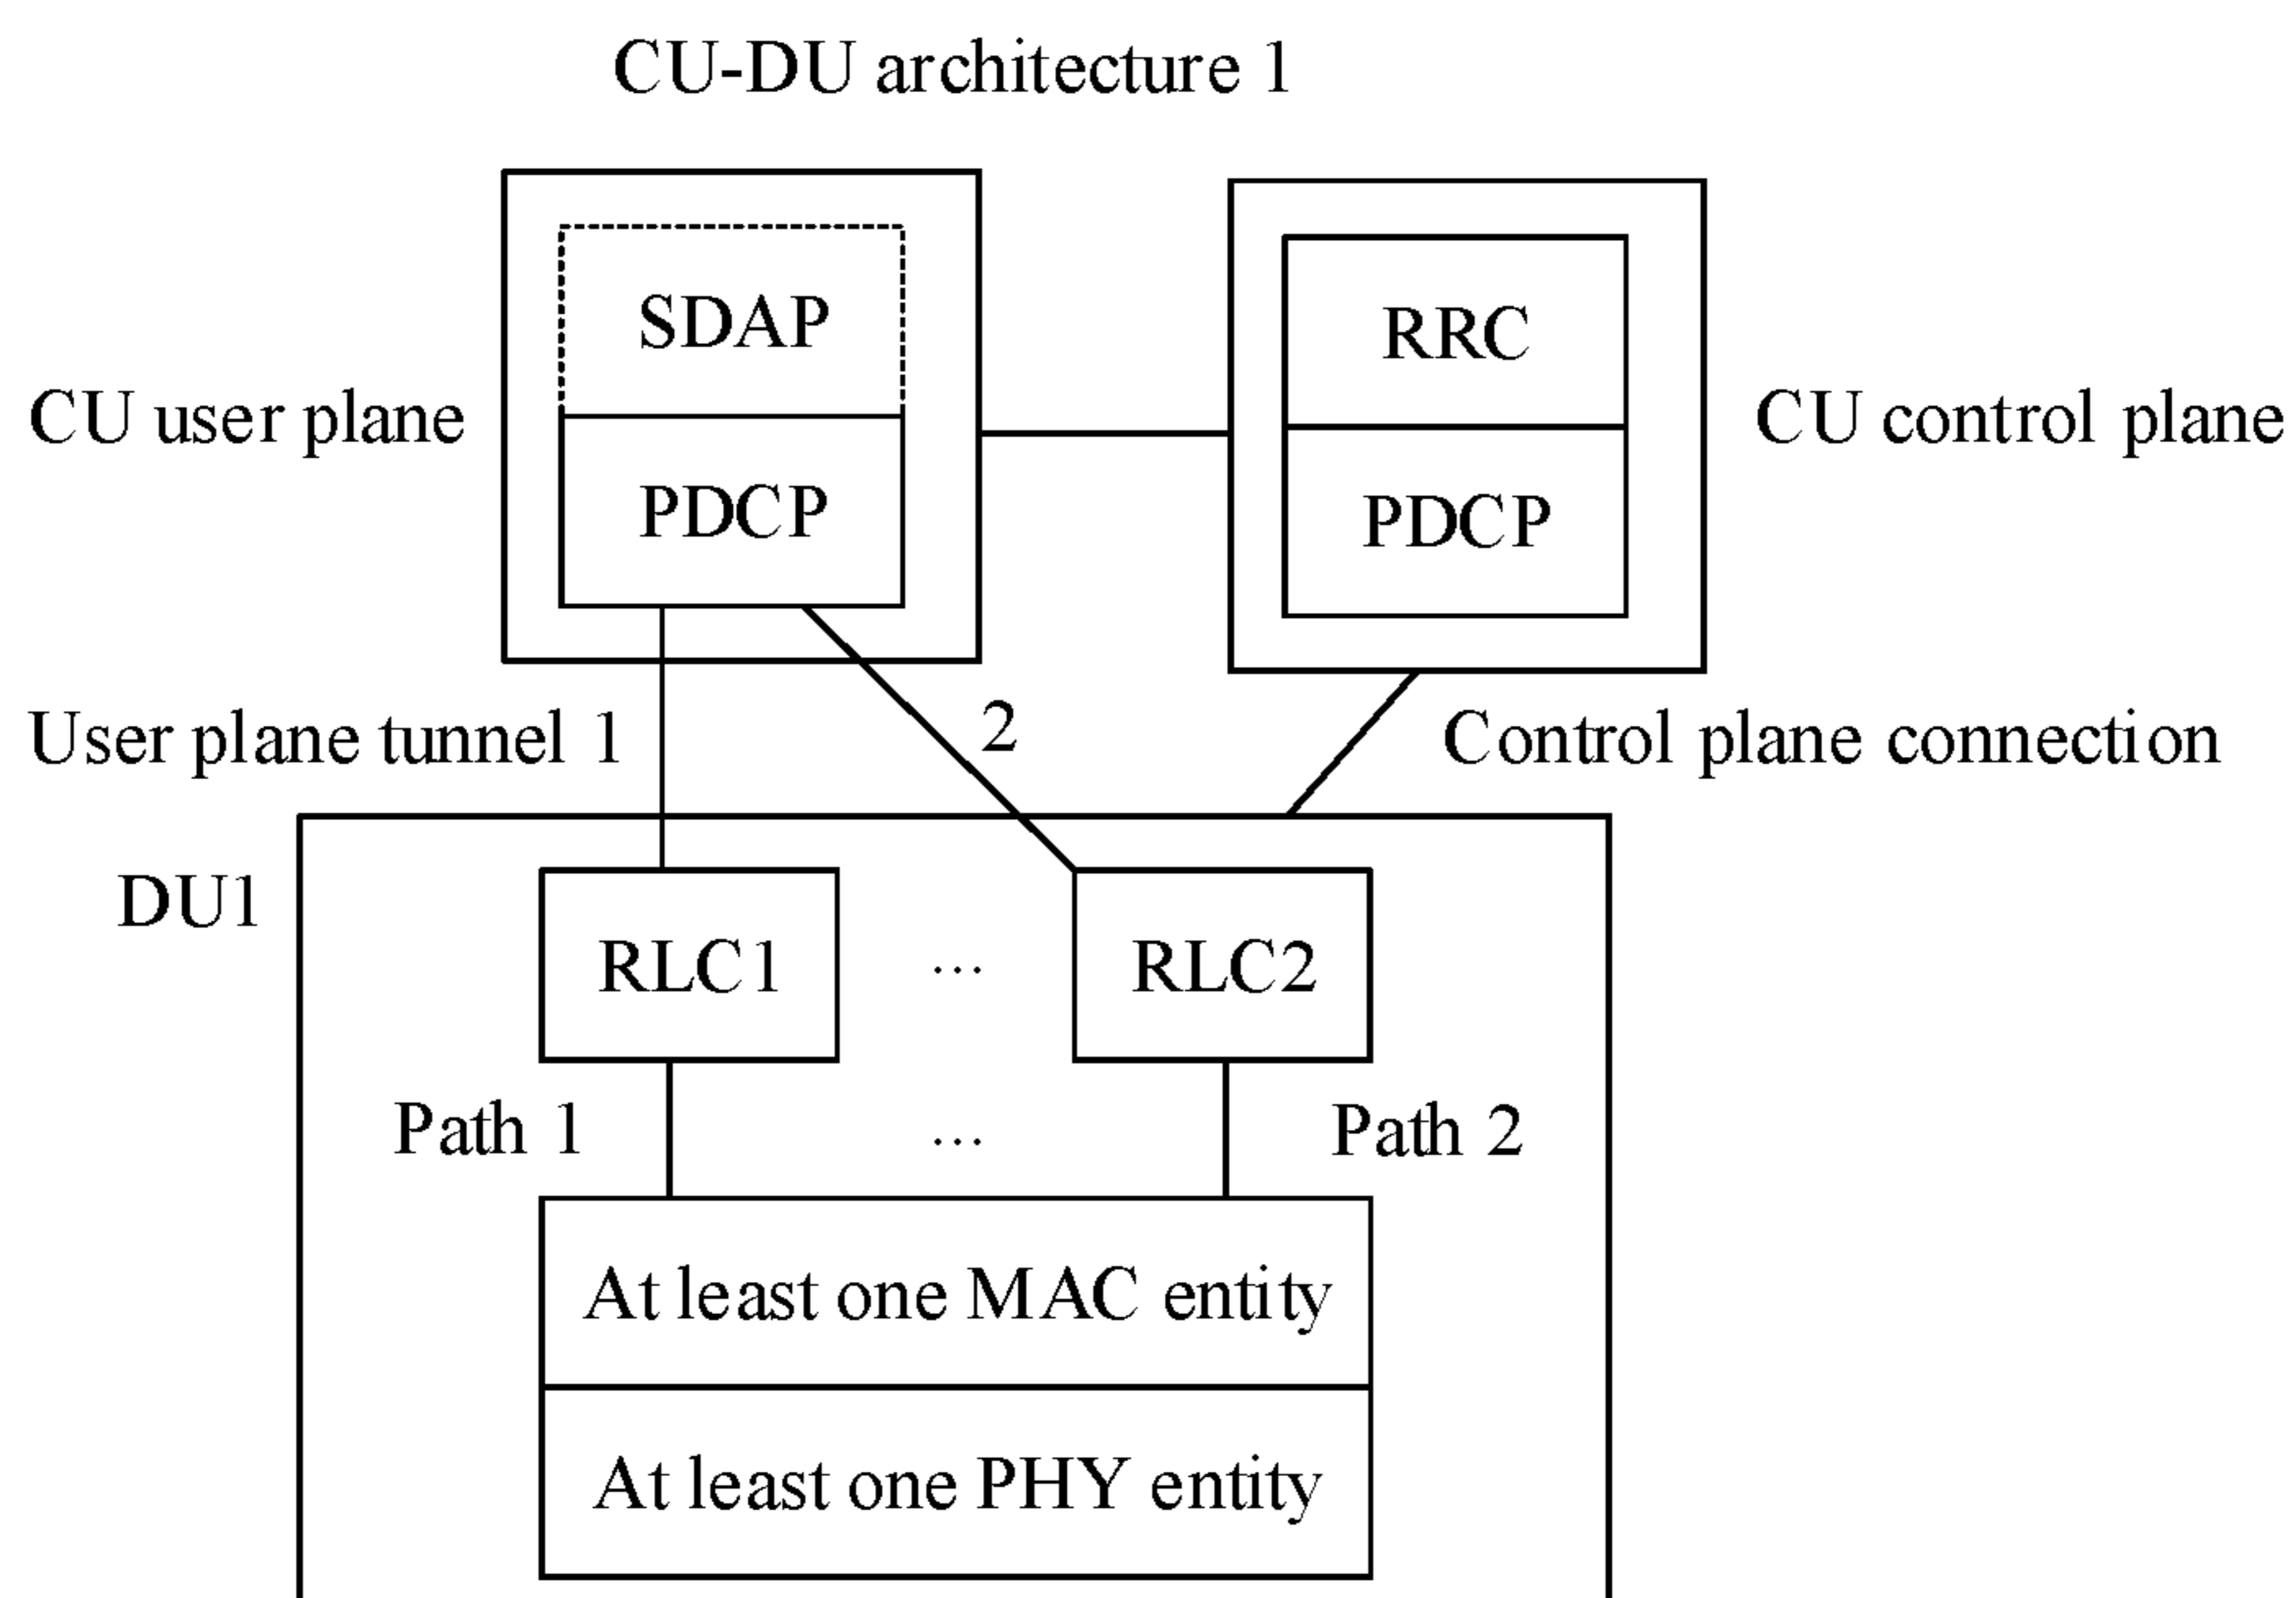 CU-DU architecture 1
SDAP
RRC
CU user plane
CU control plane
PDCP
PDCP
User plane tunnel 1
2
Control plane connection
DU1
RLC1
...
RLC2
Path 1
...
Path 2
At least one MAC entity
At least one PHY entity